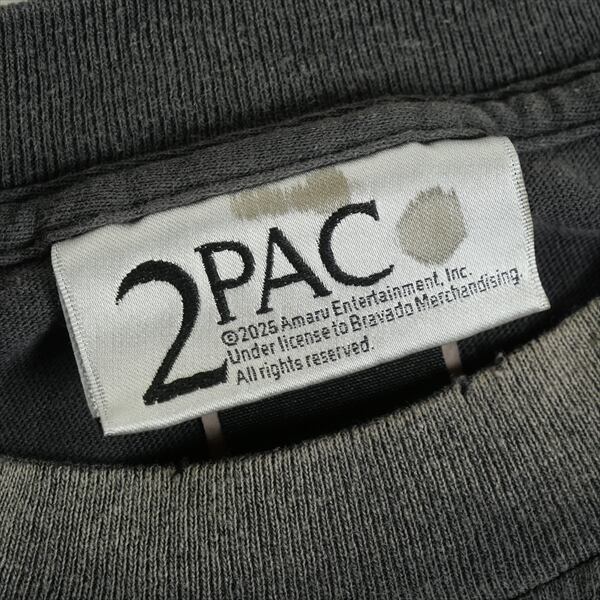 2PAC
©2025 Amaru Entertainment, Inc.
Under license to Bravado Merchandising.
All rights reserved.